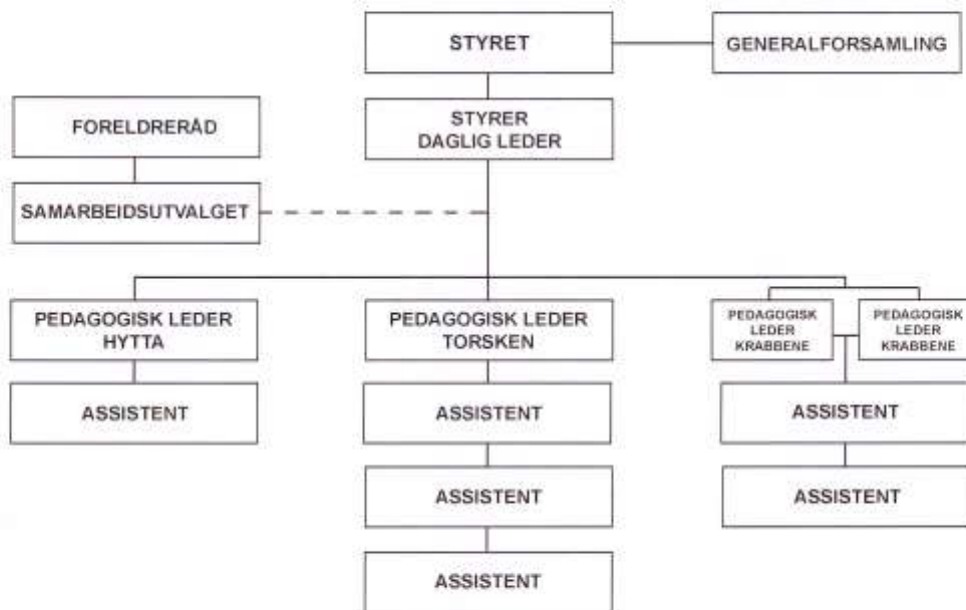 STYRET
GENERALFORSAMLING
STYRER
DAGLIG LEDER
FORELDRERÅD
SAMARBEIDSUTVALGET
PEDAGOGISK LEDER
HYTTA
ASSISTENT
PEDAGOGISK LEDER
TORSKEN
ASSISTENT
ASSISTENT
ASSISTENT
PEDAGOGISK
LEDER
KRABBENE
PEDAGOGISK
LEDER
KRABBENE
ASSISTENT
ASSISTENT